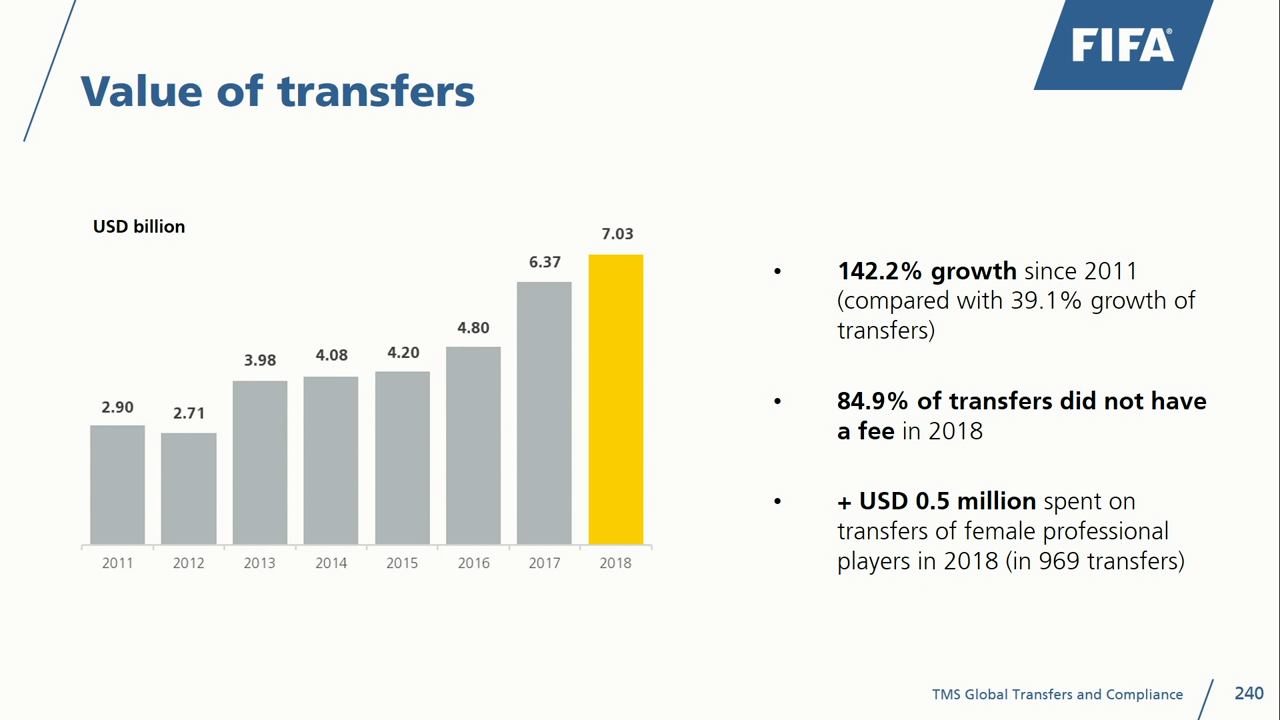 FIFA®
Value of transfers
USD billion
7.03
6.37
4.80
4.20
4.08
3.98
2.90
2.71
2011 2012 2013 2014 2015 2016 2017 2018
• 142.2% growth since 2011
(compared with 39.1% growth of
transfers)
• 84.9% of transfers did not have
a fee in 2018
• + USD 0.5 million spent on
transfers of female professional
players in 2018 (in 969 transfers)
TMS Global Transfers and Compliance 240